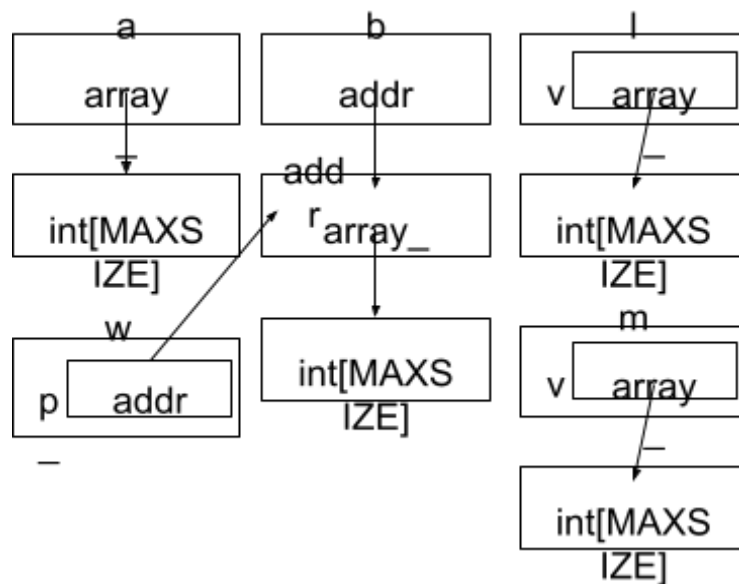 a
array
_
int[MAXS
IZE]
b
addr
add
r
array_
int[MAXS
IZE]
l
v
array
_
int[MAXS
IZE]
w
p
_
addr
m
v
array
_
int[MAXS
IZE]